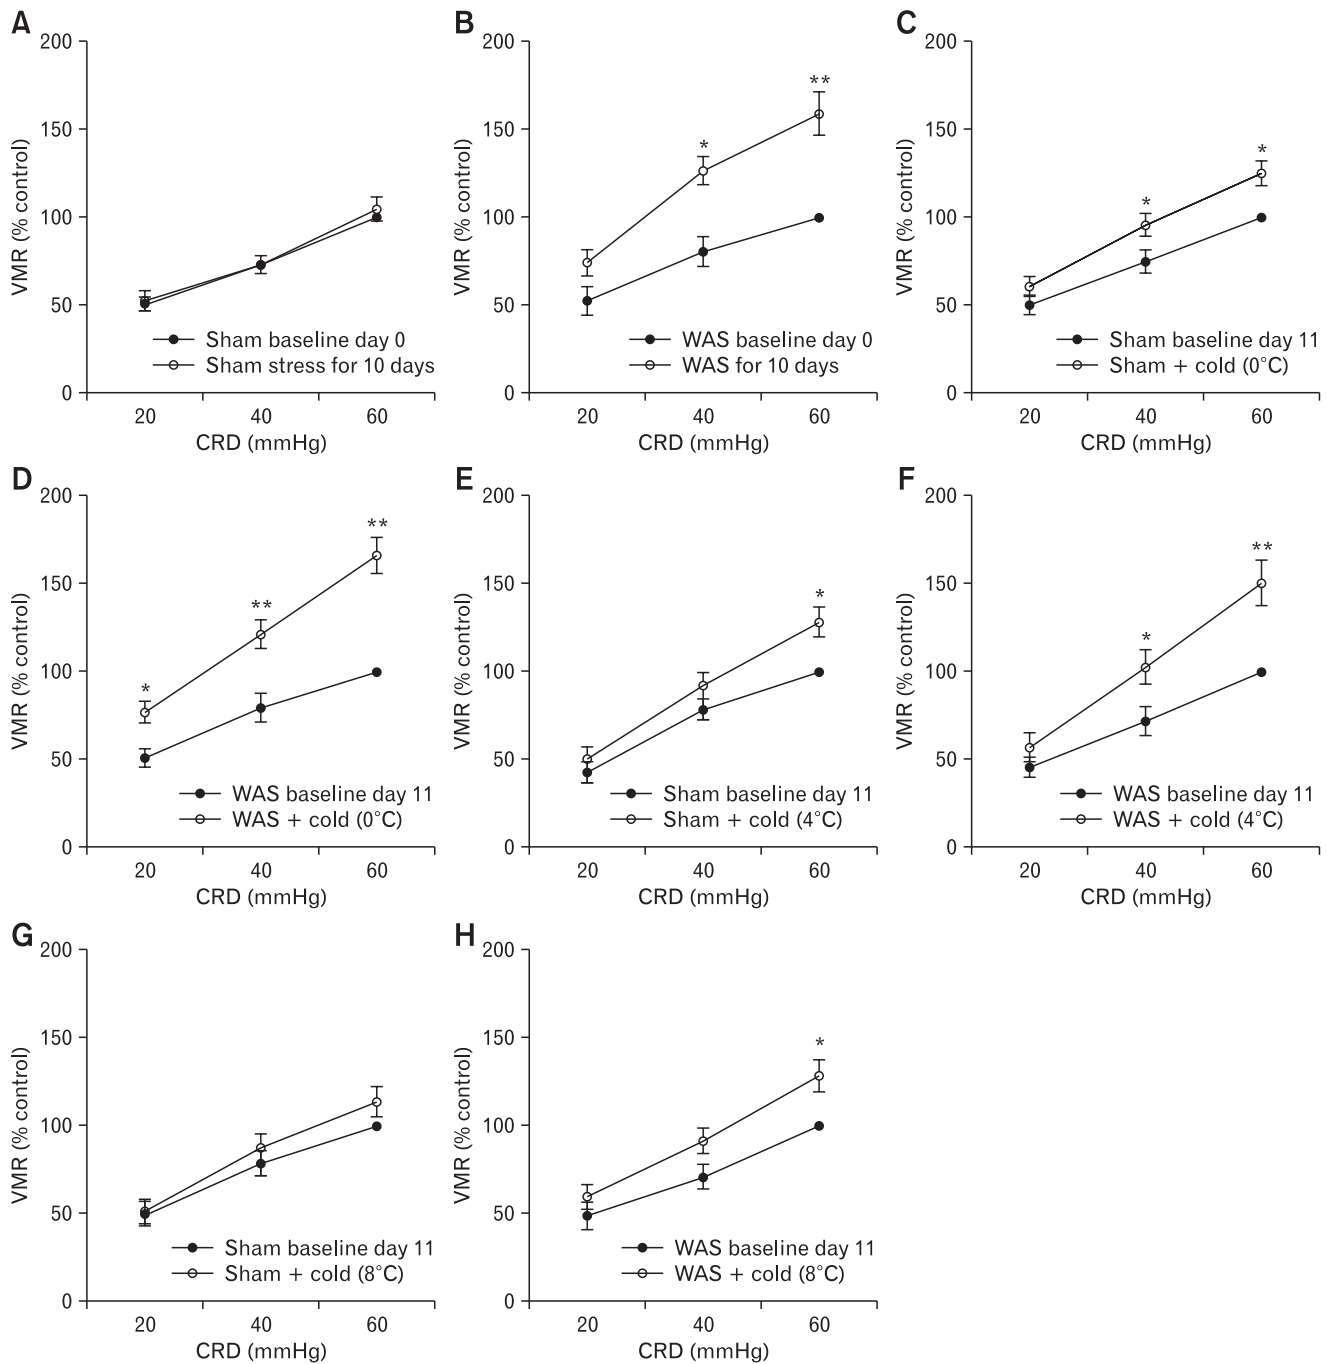 A
200
150
100
50
0
VMR (% control)
Sham baseline day 0
Sham stress for 10 days
20 40 60
CRD (mmHg)
B
200
150
100
50
0
VMR (% control)
*
**
WAS baseline day 0
WAS for 10 days
20 40 60
CRD (mmHg)
C
200
150
100
50
0
VMR (% control)
*
*
Sham baseline day 11
Sham + cold (0°C)
20 40 60
CRD (mmHg)
D
200
150
100
50
0
VMR (% control)
*
**
**
WAS baseline day 11
WAS + cold (0°C)
20 40 60
CRD (mmHg)
E
200
150
100
50
0
VMR (% control)
*
Sham baseline day 11
Sham + cold (4°C)
20 40 60
CRD (mmHg)
F
200
150
100
50
0
VMR (% control)
*
**
WAS baseline day 11
WAS + cold (4°C)
20 40 60
CRD (mmHg)
G
200
150
100
50
0
VMR (% control)
Sham baseline day 11
Sham + cold (8°C)
20 40 60
CRD (mmHg)
H
200
150
100
50
0
VMR (% control)
*
WAS baseline day 11
WAS + cold (8°C)
20 40 60
CRD (mmHg)